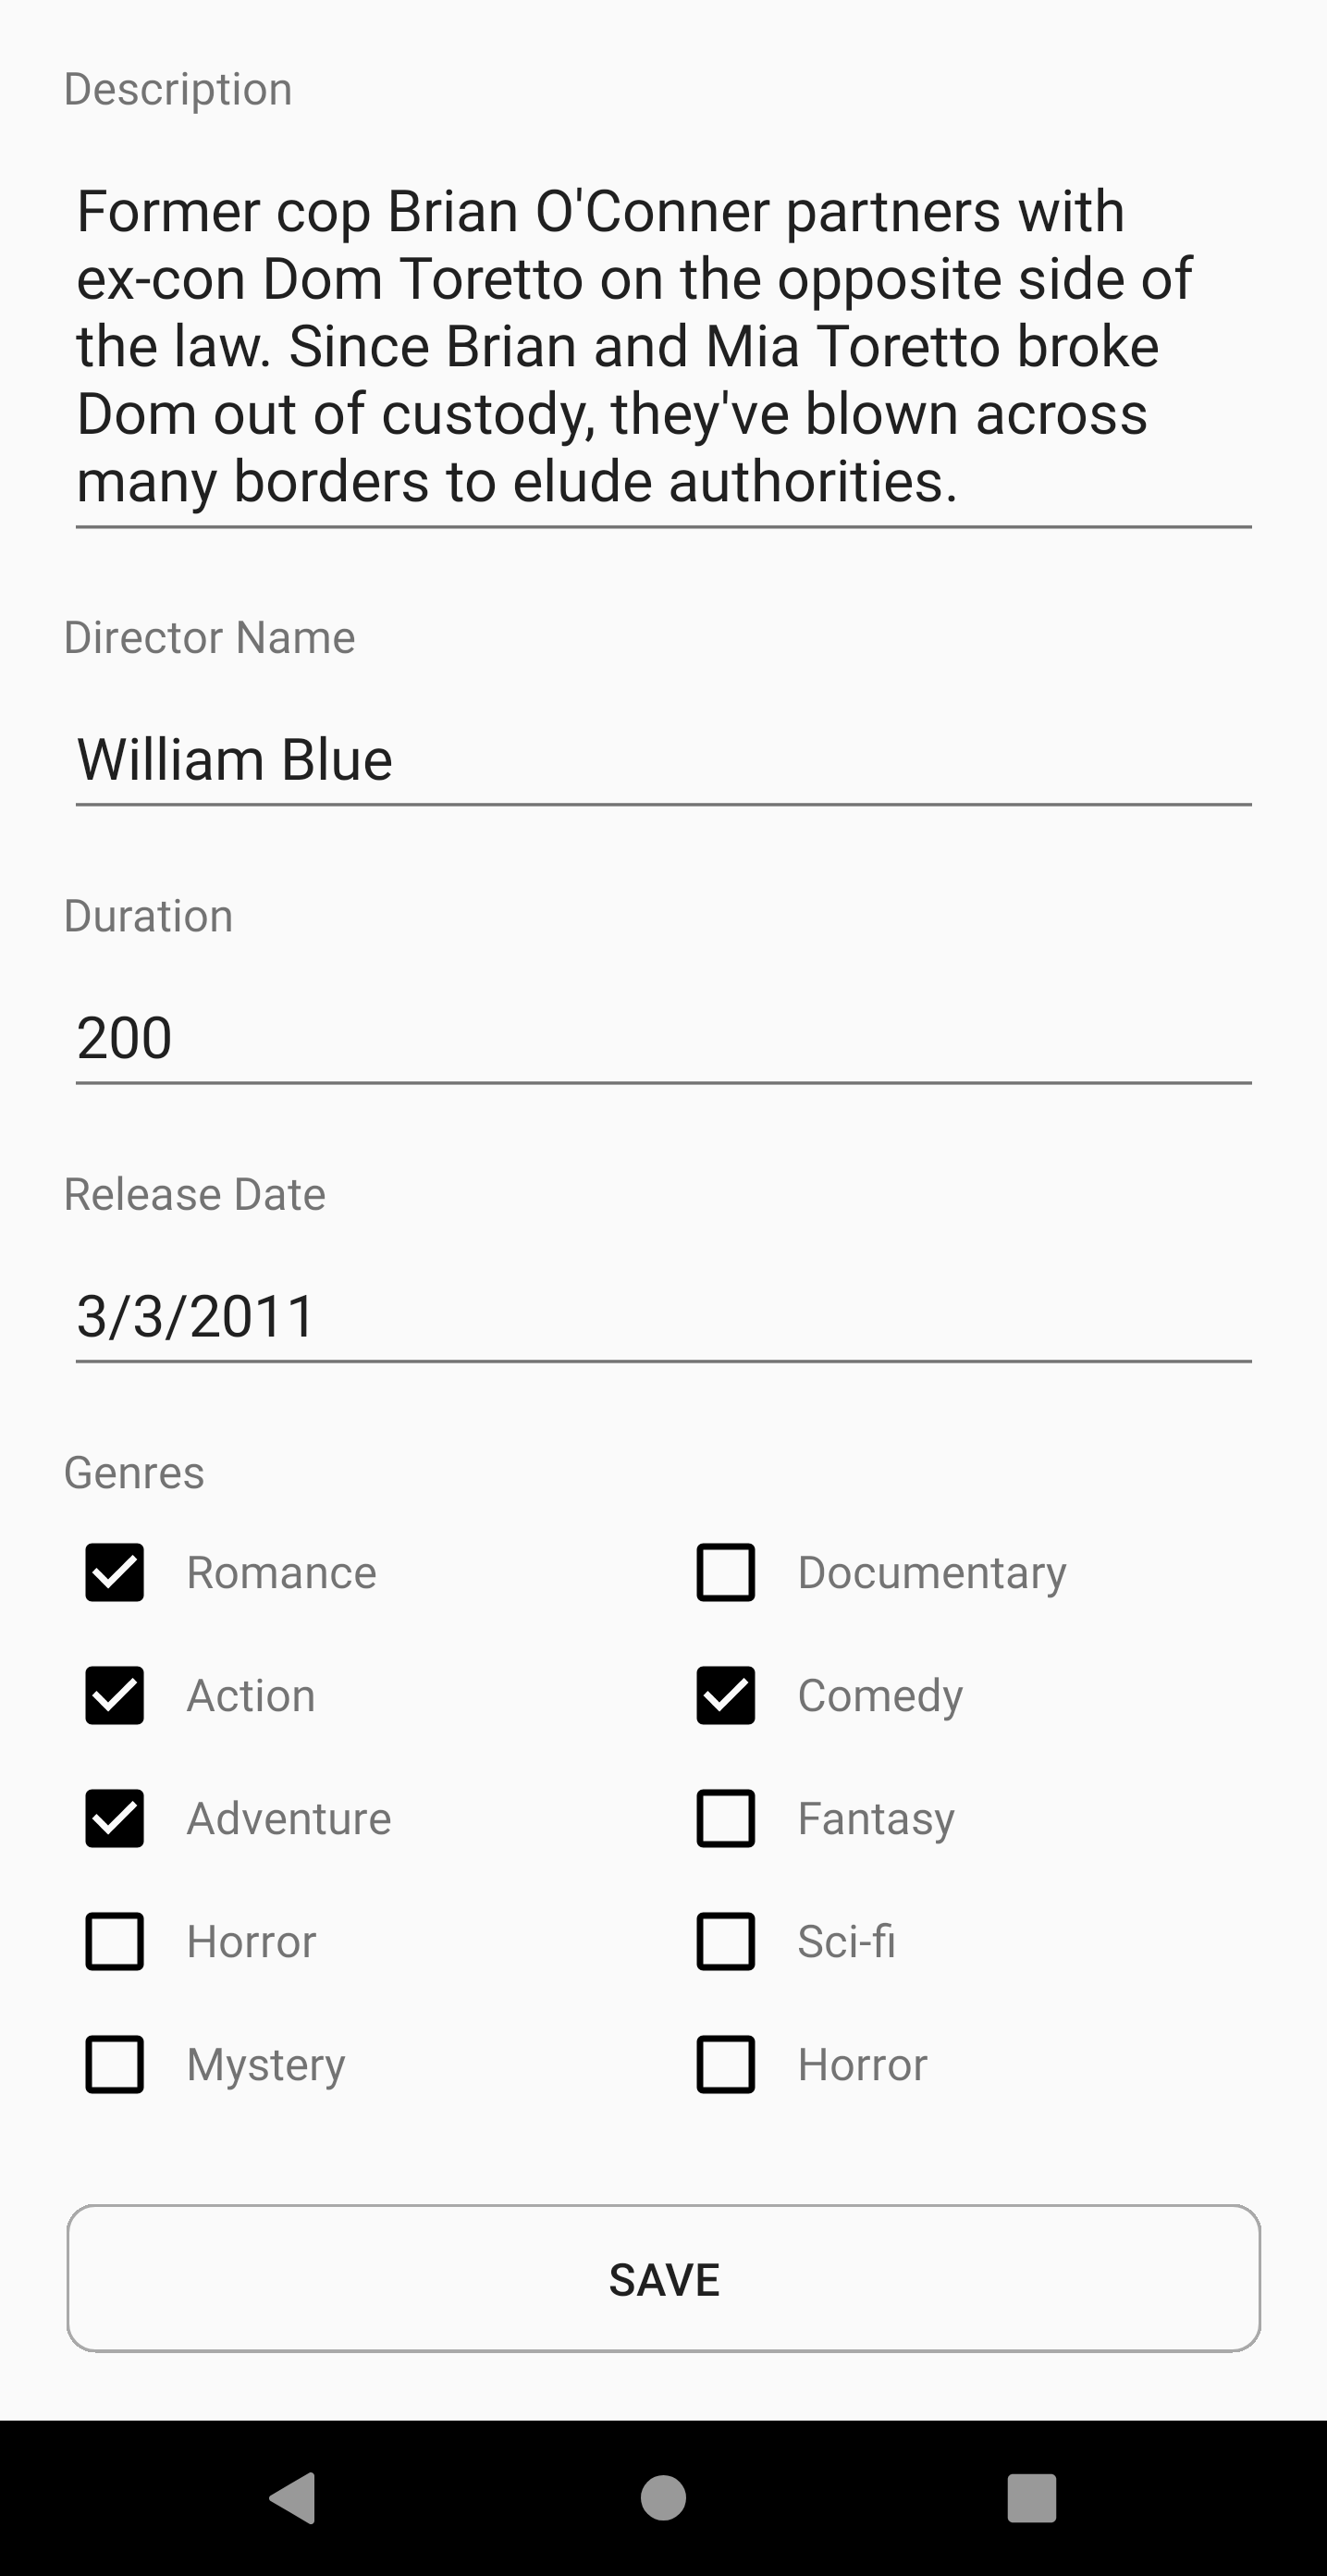 Description
Former cop Brian O'Conner partners with
ex-con Dom Toretto on the opposite side of
the law. Since Brian and Mia Toretto broke
Dom out of custody, they've blown across
many borders to elude authorities.
Director Name
William Blue
Duration
200
Release Date
3/3/2011
Genres
Romance Documentary
Action Comedy
Adventure Fantasy
Horror Sci-fi
Mystery Horror
SAVE